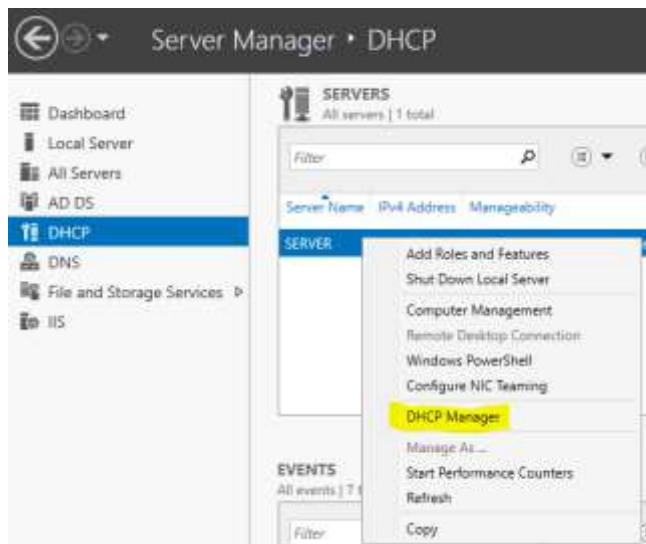 Server Manager • DHCP
Dashboard
Local Server
All Servers
AD DS
DHCP
DNS
File and Storage Services
IIS
SERVERS
All servers | 1 total
Filter
Server Name IPv4 Address Manageability
SERVER
Add Roles and Features
Shut Down Local Server
Computer Management
Remote Desktop Connection
Windows PowerShell
Configure NIC Teaming
DHCP Manager
Manage As ...
Start Performance Counters
Refresh
Copy
EVENTS
All events | 7 t
Filter